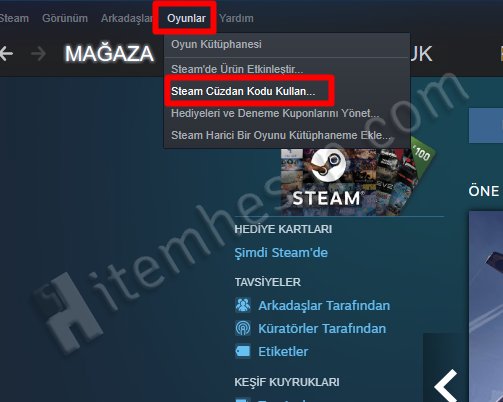 Steam Görünüm Arkadaşlar Oyunlar Yardım
Oyun Kütüphanesi
MAĞAZA
UK
Steam'de Ürün Etkinleştir...
Steam Cüzdan Kodu Kullan...
Hediyeleri ve Deneme Kuponlarını Yönet...
Steam Harici Bir Oyunu Kütüphaneme Ekle...
100
STEAM
ÖNE
HEDİYE KARTLARI
Şimdi Steam'de
TAVSİYELER
Arkadaşlar Tarafından
Küratörler Tarafından
Etiketler
KEŞİF KUYRUKLARI